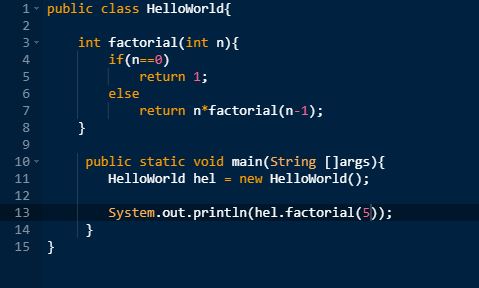 1 public class HelloWorld{
2
3     int factorial(int n){
4         if(n==0)
5             return 1;
6         else
7             return n*factorial(n-1);
8     }
9
10     public static void main(String []args){
11         HelloWorld hel = new HelloWorld();
12
13         System.out.println(hel.factorial(5));
14     }
15 }